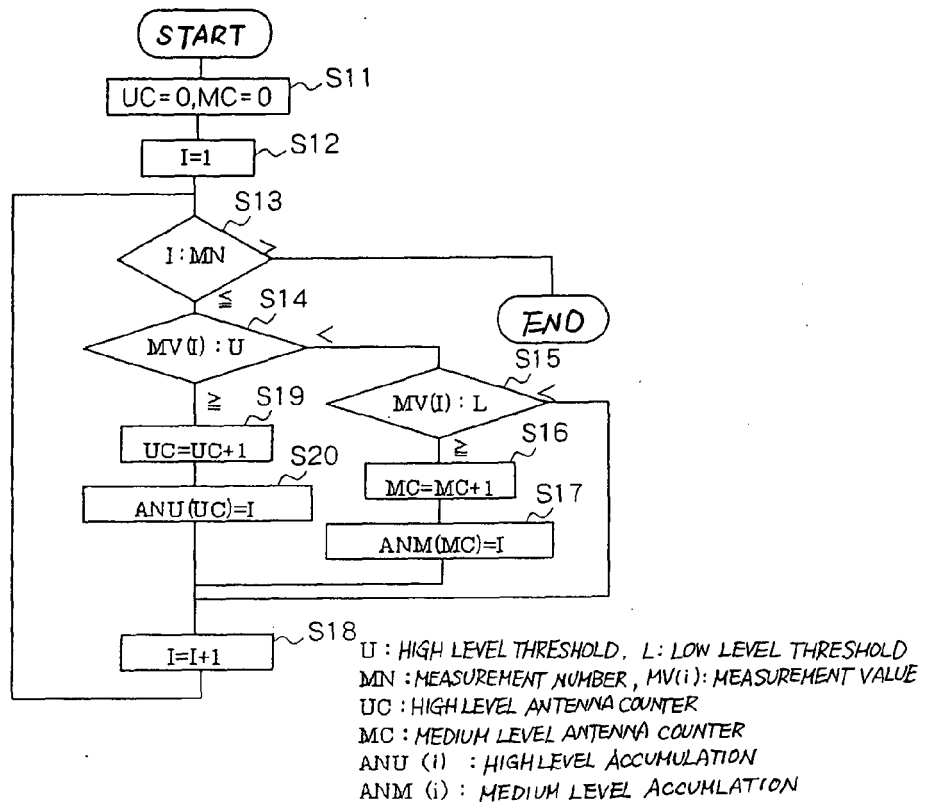 START
S11
UC=0,MC=0
S12
I=1
S13
I:MN
>
≦
END
S14
MV(I) : U
<
≧
S15
MV(I) : L
<
≧
S19
UC=UC+1
S20
ANU(UC)=I
S16
MC=MC+1
S17
ANM(MC)=I
S18
I=I+1
U : HIGH LEVEL THRESHOLD, L: LOW LEVEL THRESHOLD
MN : MEASUREMENT NUMBER, MV(i): MEASUREMENT VALUE
UC : HIGH LEVEL ANTENNA COUNTER
MC : MEDIUM LEVEL ANTENNA COUNTER
ANU (i) : HIGH LEVEL ACCUMULATION
ANM (i) : MEDIUM LEVEL ACCUMLATION